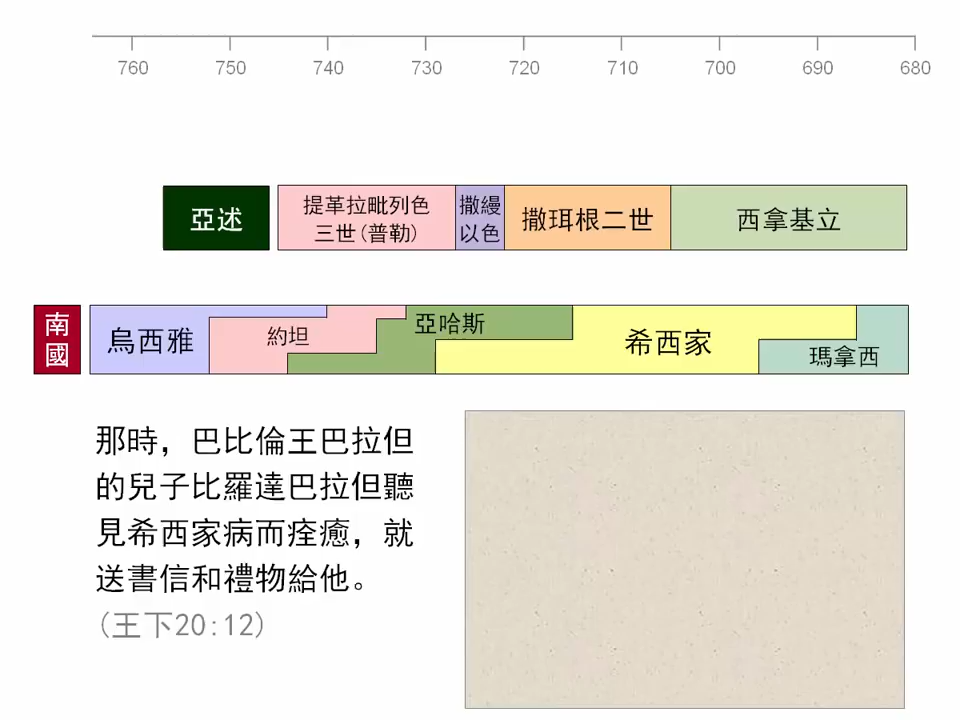 760 750 740 730 720 710 700 690 680
亞述
提革拉毗列色
三世(普勒)
撒縵
以色
撒珥根二世
西拿基立
南
國
烏西雅
約坦
亞哈斯
希西家
瑪拿西
那時，巴比倫王巴拉但
的兒子比羅達巴拉但聽
見希西家病而痊癒，就
送書信和禮物給他。
(王下20:12)